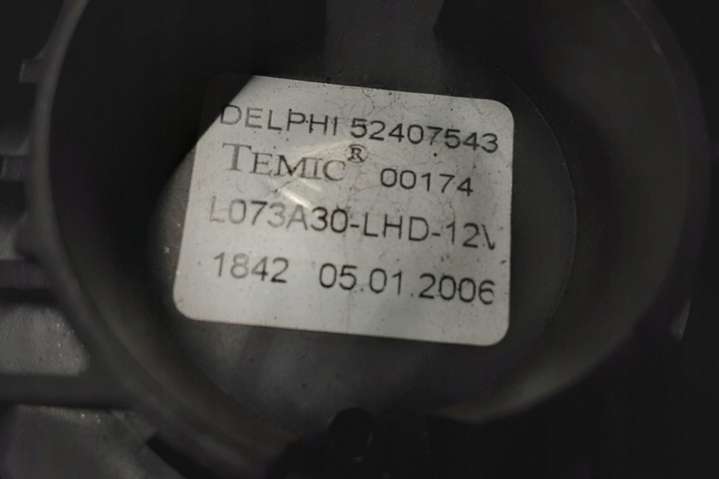 DELPHI 52407543
TEMIC® 00174
L073A30-LHD-12V
1842 05.01.2006